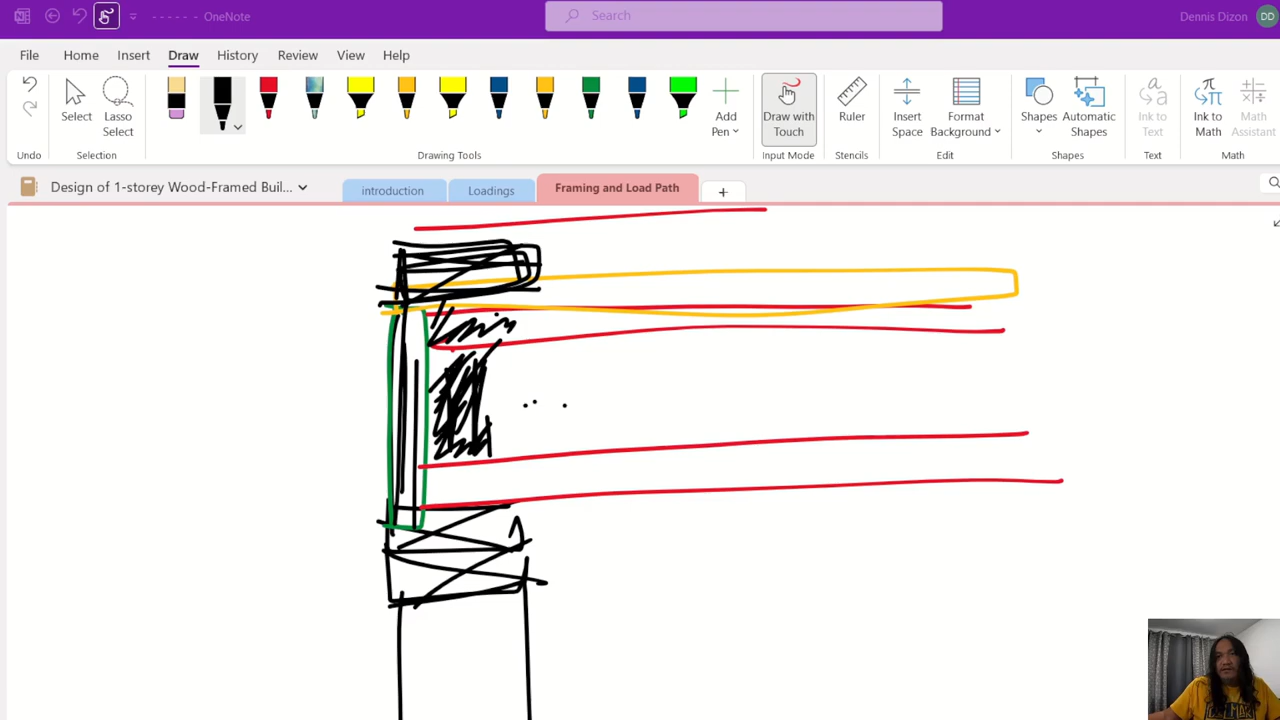 - - - - - - OneNote
Search
Dennis Dizon DD
File Home Insert Draw History Review View Help
Undo
Select
Lasso Select
Selection
Drawing Tools
Add Pen
Draw with Touch
Input Mode
Ruler
Stencils
Insert Space
Format Background
Edit
Shapes
Automatic Shapes
Shapes
Ink to Text
Text
Ink to Math
Math Assistant
Math
Design of 1-storey Wood-Framed Buil...
introduction Loadings Framing and Load Path +